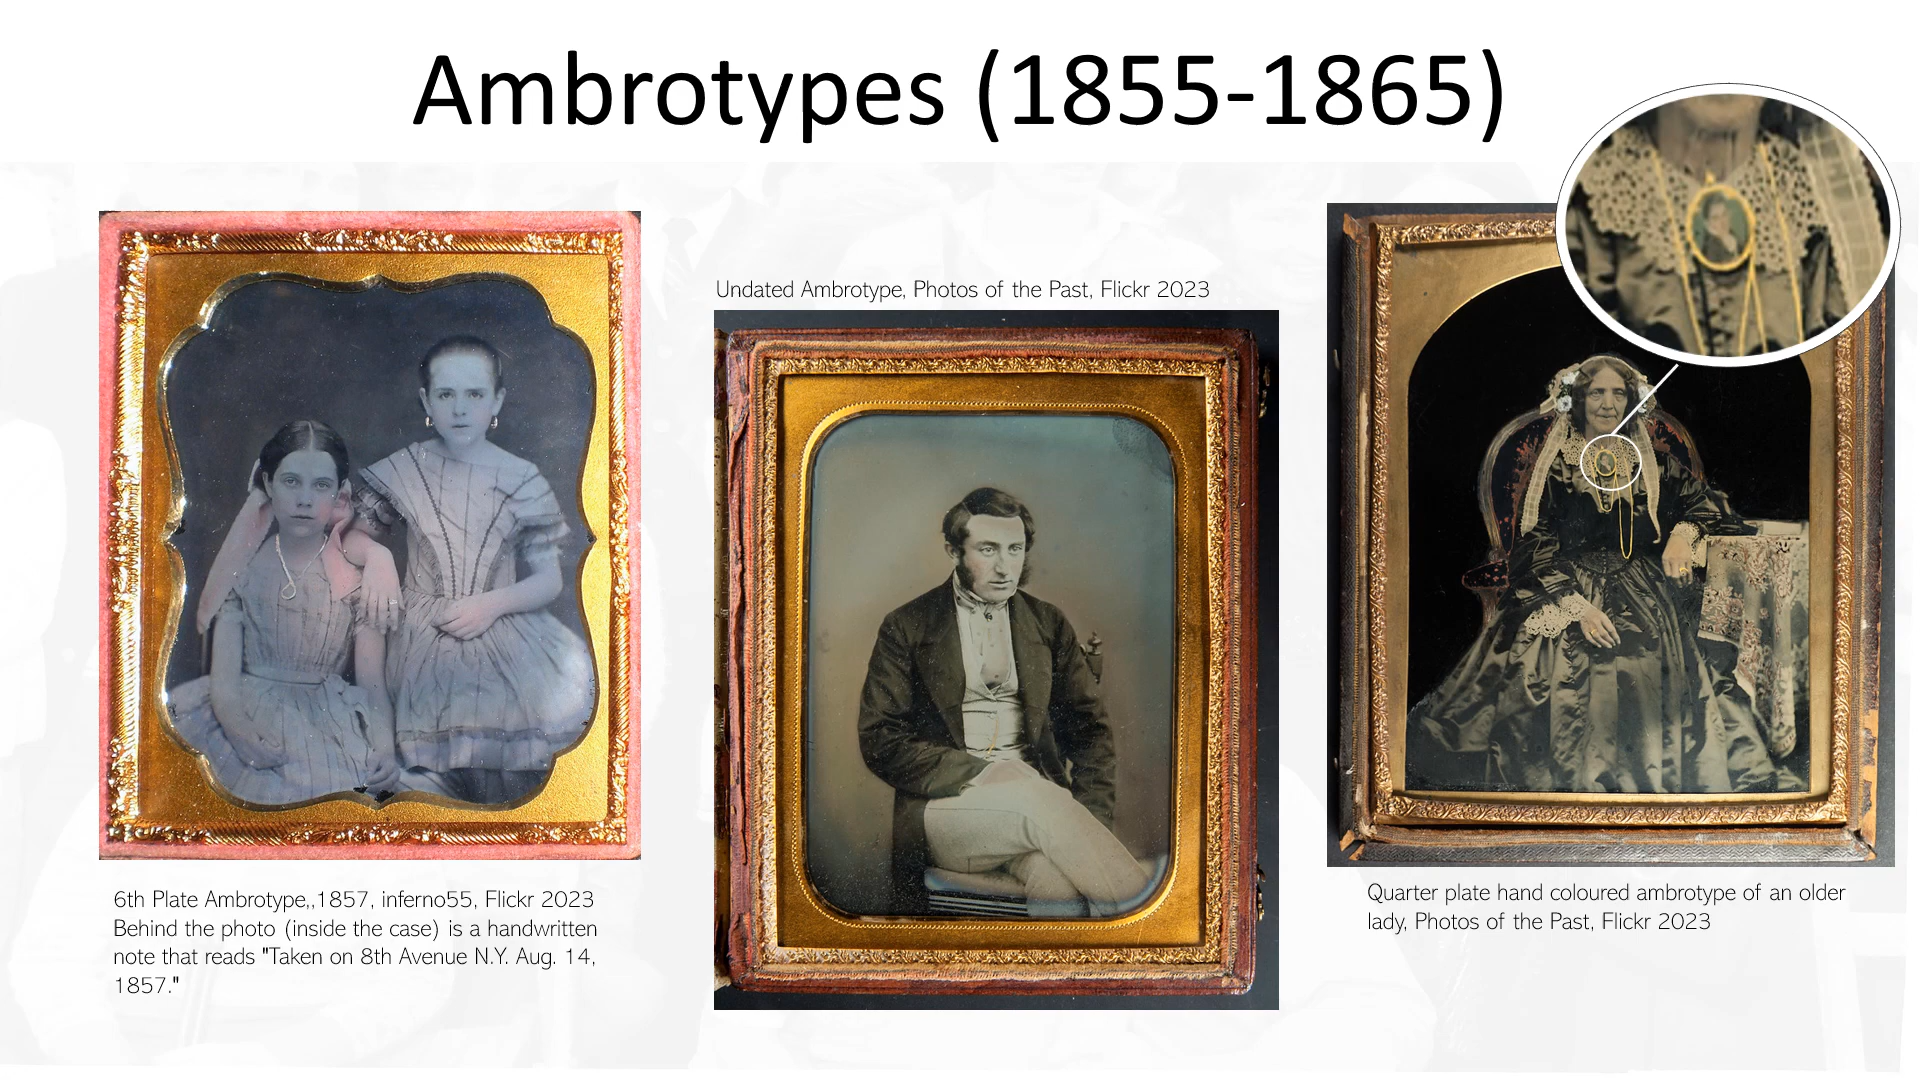 Ambrotypes (1855-1865)
Undated Ambrotype, Photos of the Past, Flickr 2023
6th Plate Ambrotype,,1857, inferno55, Flickr 2023
Behind the photo (inside the case) is a handwritten
note that reads "Taken on 8th Avenue N.Y. Aug. 14,
1857."
Quarter plate hand coloured ambrotype of an older
lady, Photos of the Past, Flickr 2023